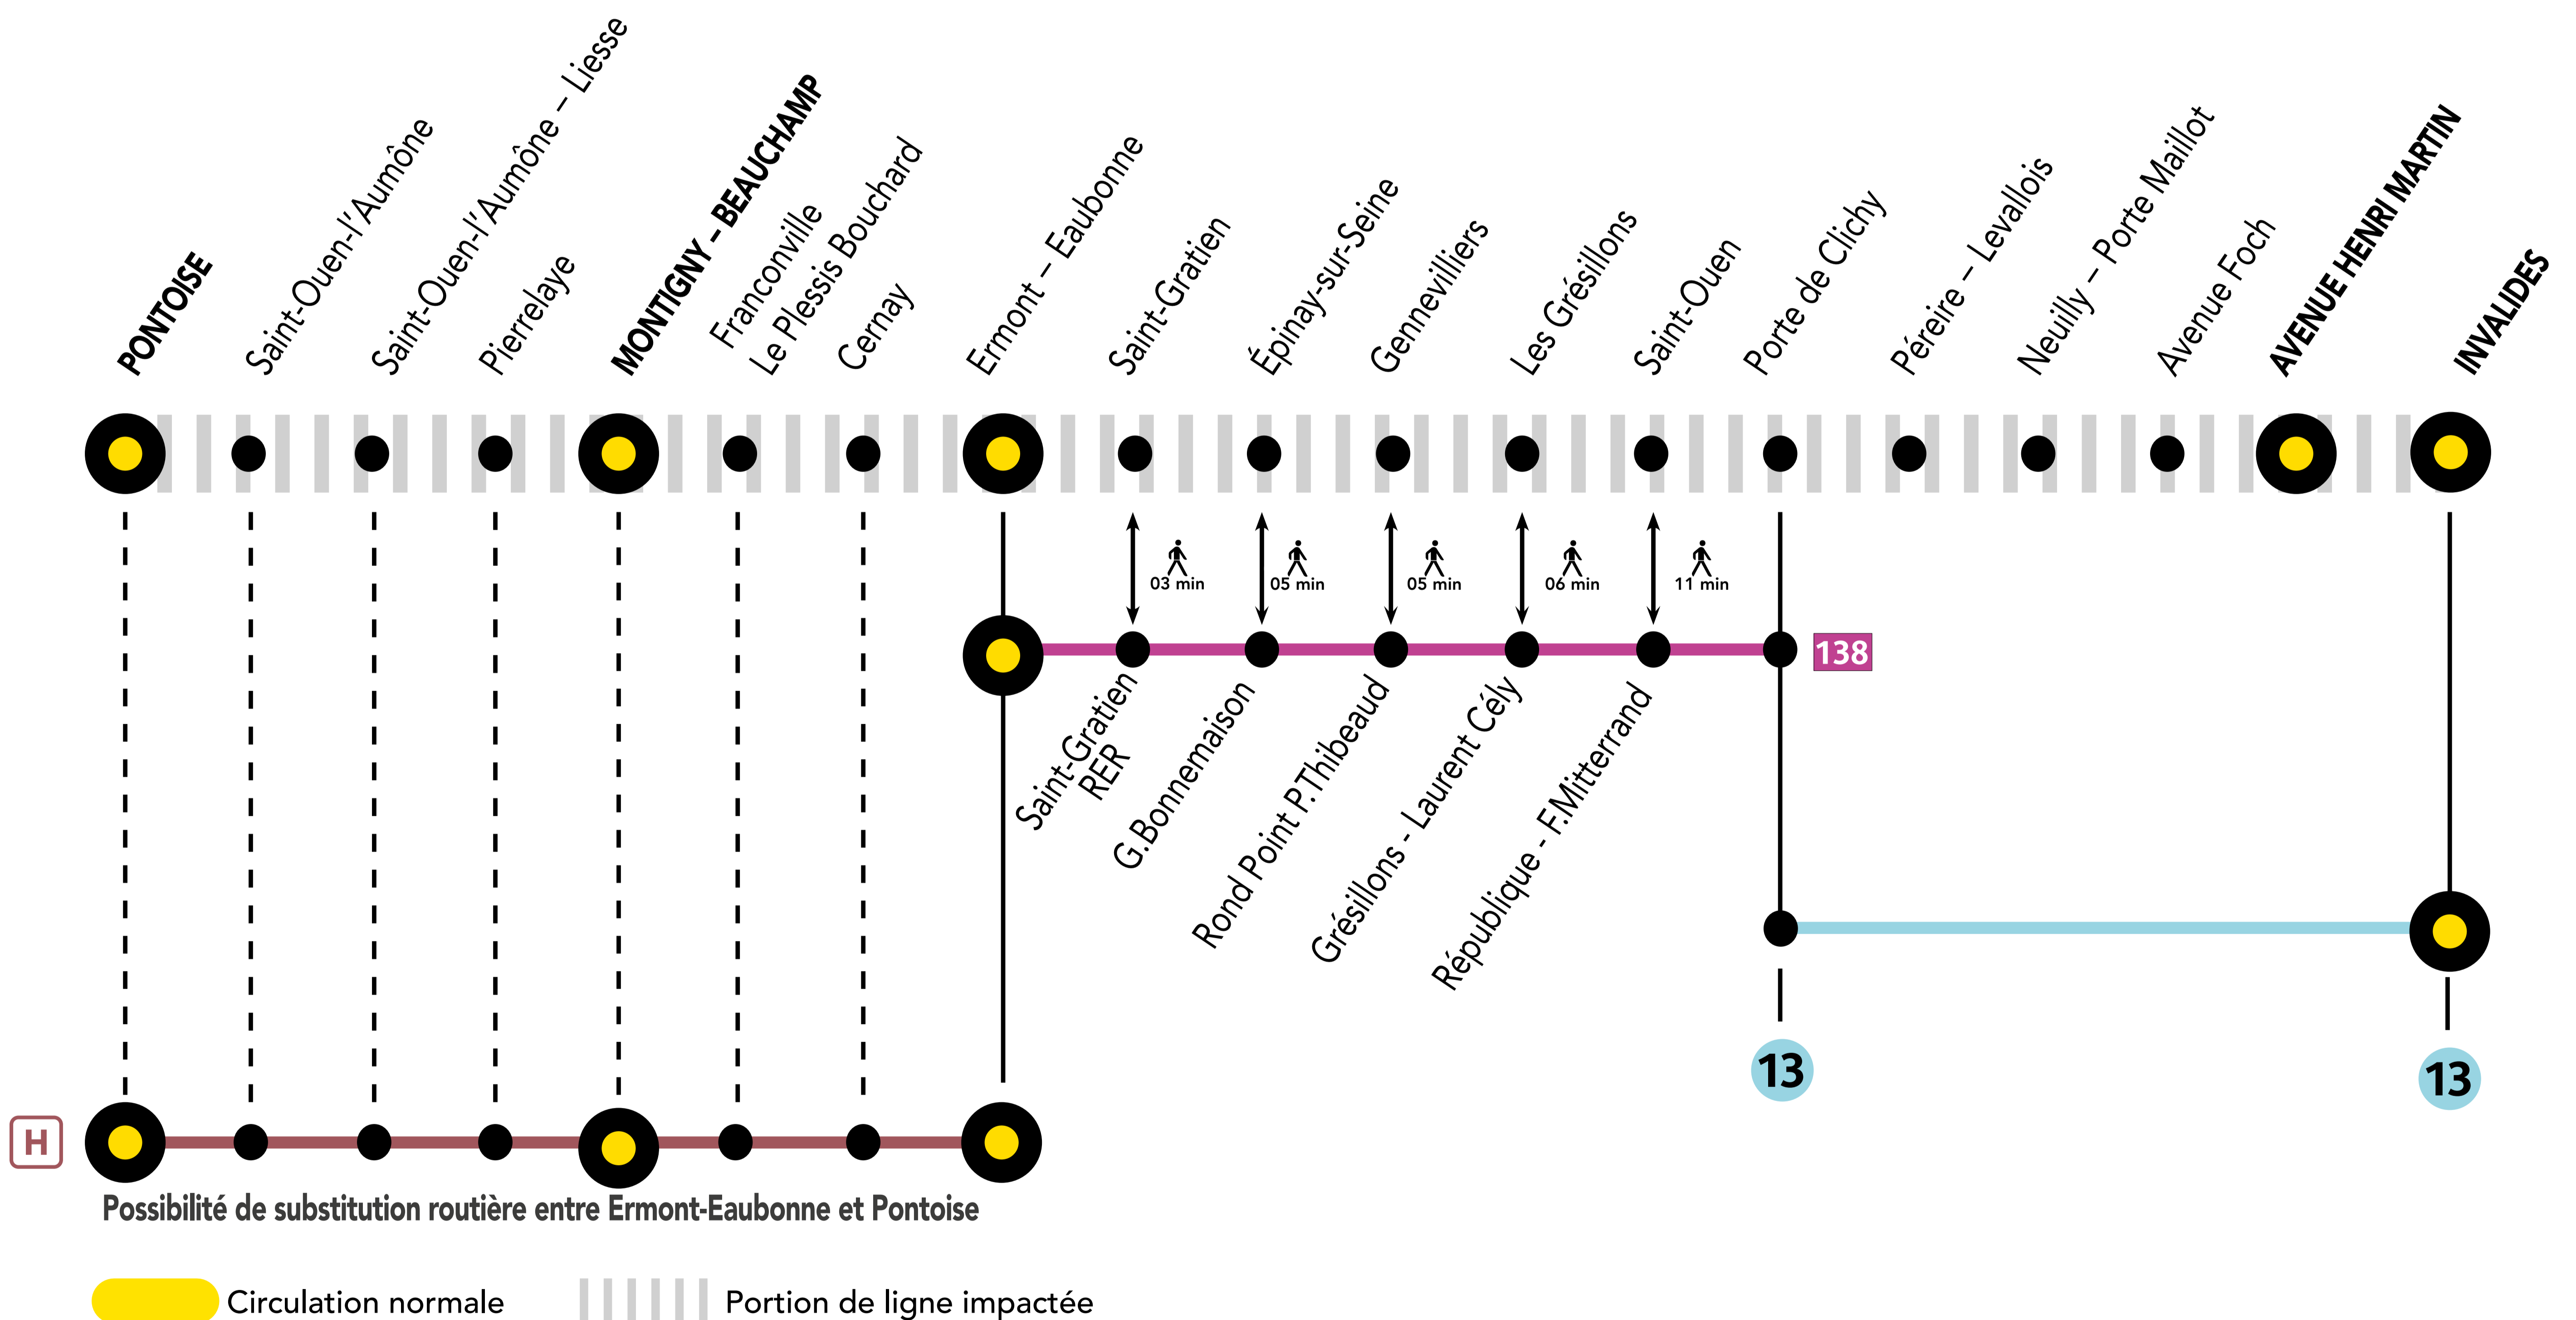 PONTOISE
Saint-Ouen-l'Aumône
Saint-Ouen-l'Aumône – Liesse
Pierrelaye
MONTIGNY – BEAUCHAMP
Franconville
Le Plessis Bouchard
Cernay
Ermont – Eaubonne
Saint-Gratien
Épinay-sur-Seine
Gennevilliers
Les Grésillons
Saint-Ouen
Porte de Clichy
Péreire – Levallois
Neuilly – Porte Maillot
Avenue Foch
AVENUE HENRI MARTIN
INVALIDES
03 min
05 min
05 min
06 min
11 min
138
Saint-Gratien
RER
G.Bonnemaison
Rond Point P.Thibeaud
Grésillons - Laurent Cély
République - F.Mitterrand
13
13
H
Possibilité de substitution routière entre Ermont-Eaubonne et Pontoise
Circulation normale
Portion de ligne impactée